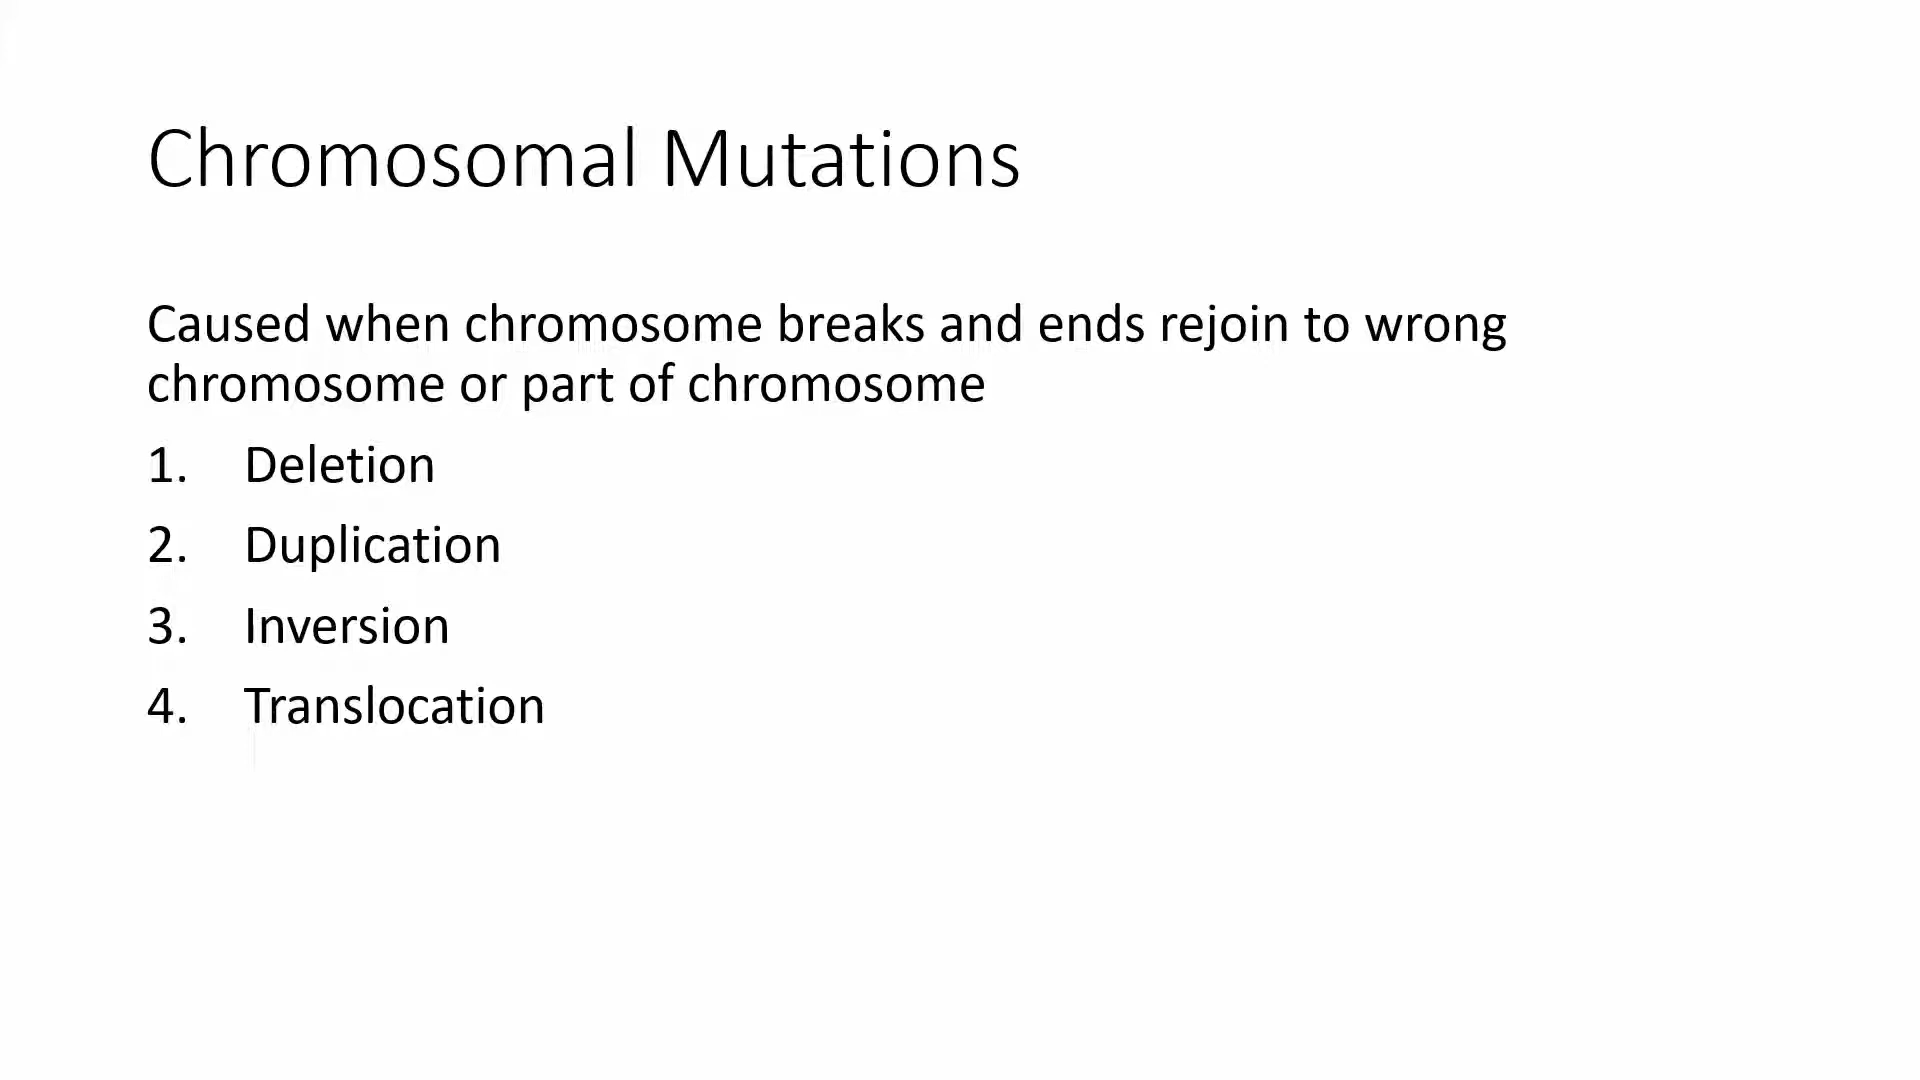 Chromosomal Mutations
Caused when chromosome breaks and ends rejoin to wrong
chromosome or part of chromosome
1. Deletion
2. Duplication
3. Inversion
4. Translocation